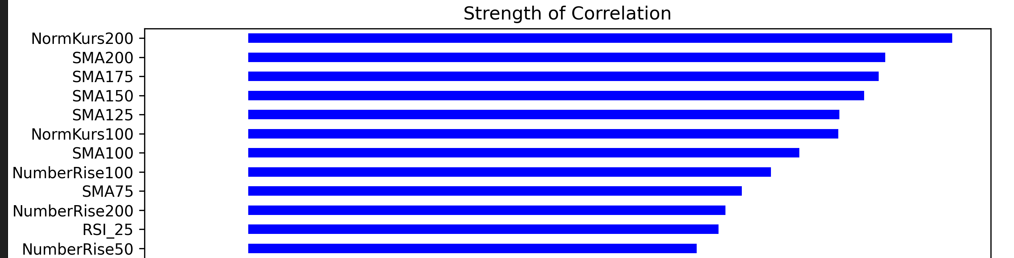 Strength of Correlation
NormKurs200
SMA200
SMA175
SMA150
SMA125
NormKurs100
SMA100
NumberRise100
SMA75
NumberRise200
RSI_25
NumberRise50